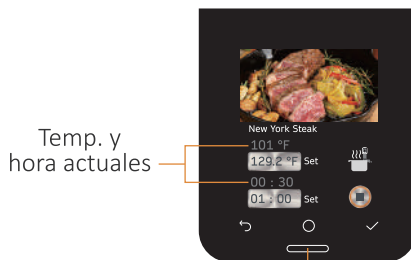 Temp. y
hora actuales
New York Steak
101 °F
129.2 °F Set
00 : 30
01 : 00 Set